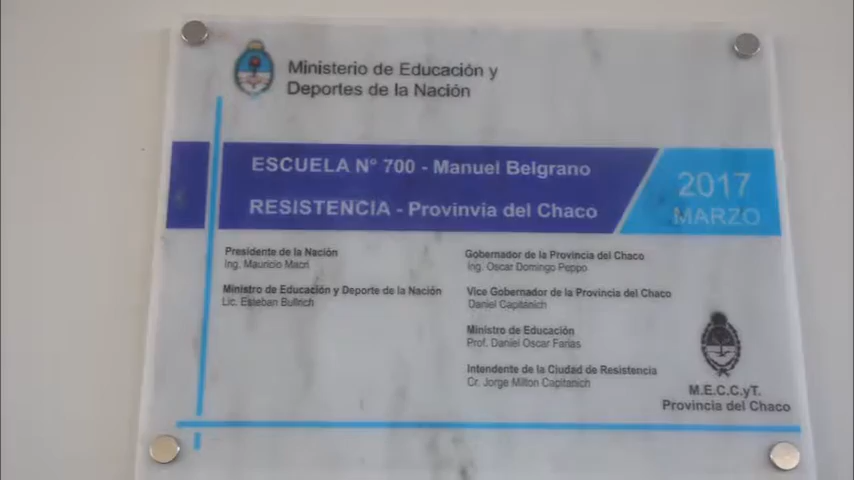 Ministerio de Educación y
Deportes de la Nación
ESCUELA N° 700 - Manuel Belgrano
RESISTENCIA - Provinvia del Chaco
2017
MARZO
Presidente de la Nación
Ing. Mauricio Macri
Ministro de Educación y Deporte de la Nación
Lic. Esteban Bullrich
Gobernador de la Provincia del Chaco
Ing. Oscar Domingo Peppo
Vice Gobernador de la Provincia del Chaco
Daniel Capitanich
Ministro de Educación
Prof. Daniel Oscar Farias
Intendente de la Ciudad de Resistencia
Cr. Jorge Milton Capitanich
M.E.C.C.yT.
Provincia del Chaco